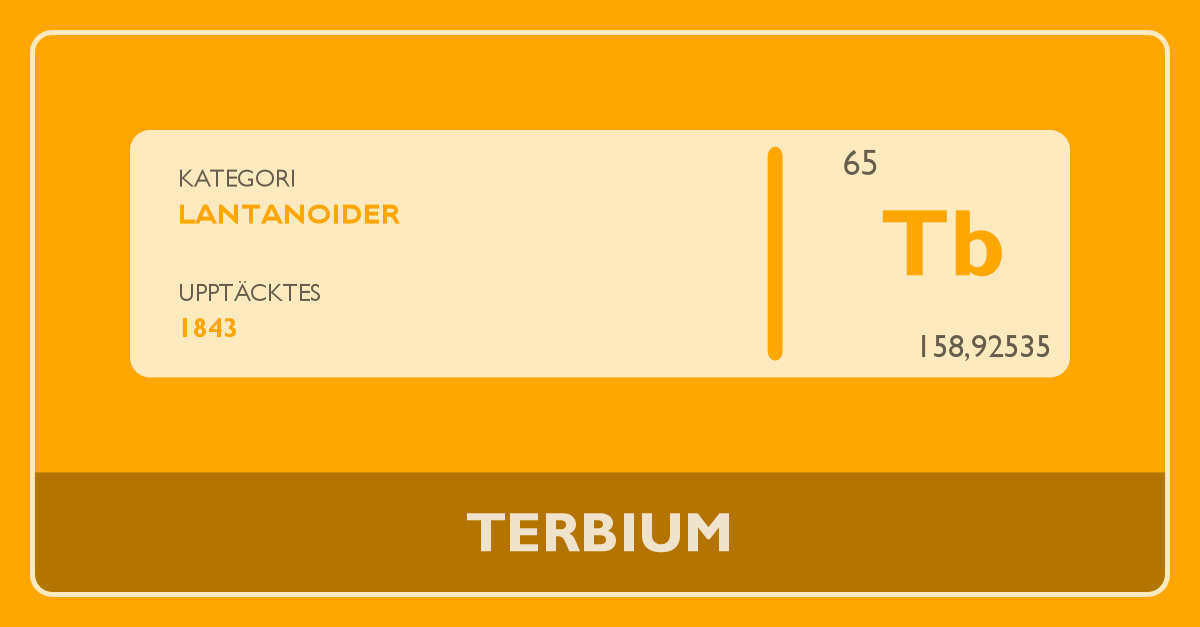 KATEGORI
LANTANOIDER
UPPTÄCKTES
1843
65
Tb
158,92535
TERBIUM